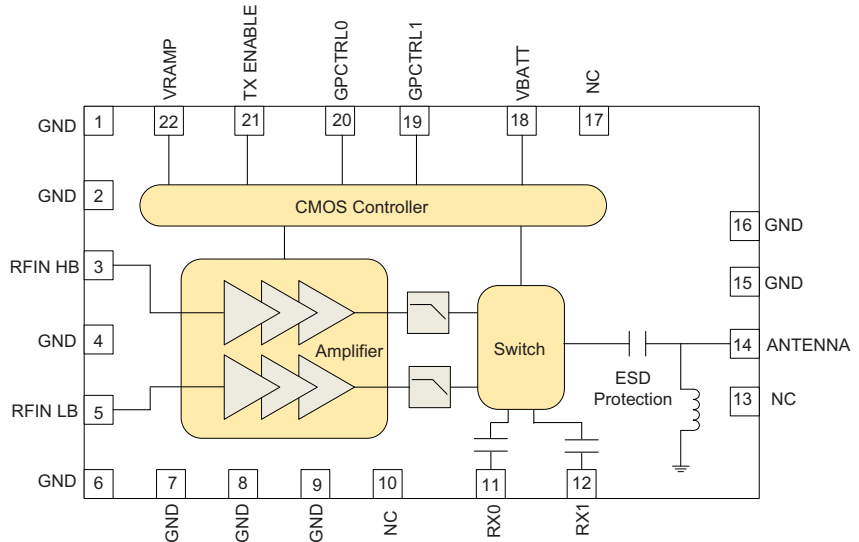 VRAMP
TX ENABLE
GPCTRL0
GPCTRL1
VBATT
NC
GND 1
22
21
20
19
18
17
GND 2
CMOS Controller
16 GND
RFIN HB 3
15 GND
GND 4
Amplifier
Switch
14 ANTENNA
ESD
Protection
RFIN LB 5
13 NC
GND 6
7
8
9
10
11
12
GND
GND
GND
NC
RX0
RX1